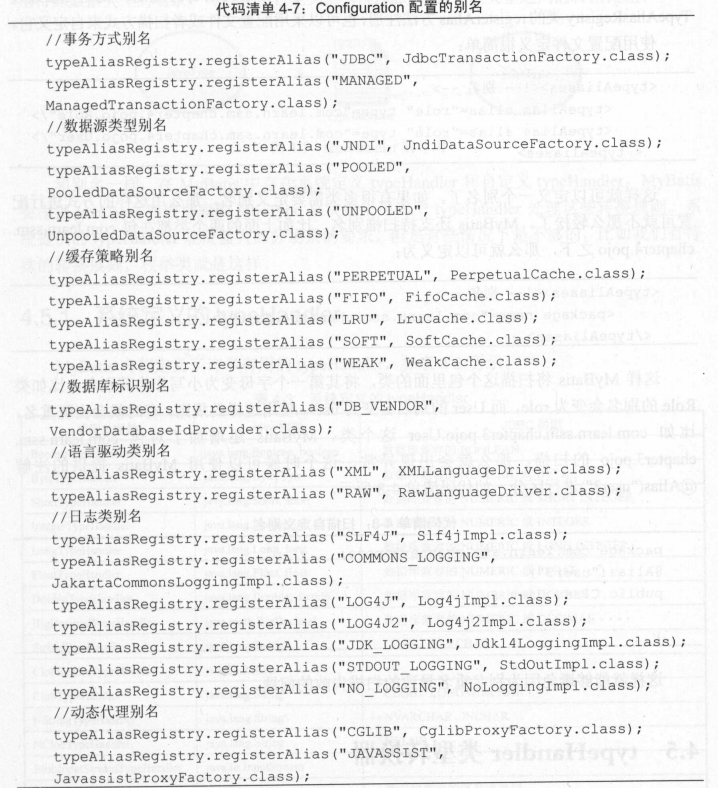 代码清单 4-7：Configuration 配置的别名
//事务方式别名
typeAliasRegistry.registerAlias("JDBC", JdbcTransactionFactory.class);
typeAliasRegistry.registerAlias("MANAGED",
ManagedTransactionFactory.class);
//数据源类型别名
typeAliasRegistry.registerAlias("JNDI", JndiDataSourceFactory.class);
typeAliasRegistry.registerAlias("POOLED",
PooledDataSourceFactory.class);
typeAliasRegistry.registerAlias("UNPOOLED",
UnpooledDataSourceFactory.class);
//缓存策略别名
typeAliasRegistry.registerAlias("PERPETUAL", PerpetualCache.class);
typeAliasRegistry.registerAlias("FIFO", FifoCache.class);
typeAliasRegistry.registerAlias("LRU", LruCache.class);
typeAliasRegistry.registerAlias("SOFT", SoftCache.class);
typeAliasRegistry.registerAlias("WEAK", WeakCache.class);
//数据库标识别名
typeAliasRegistry.registerAlias("DB_VENDOR",
VendorDatabaseIdProvider.class);
//语言驱动类别名
typeAliasRegistry.registerAlias("XML", XMLLanguageDriver.class);
typeAliasRegistry.registerAlias("RAW", RawLanguageDriver.class);
//日志类别名
typeAliasRegistry.registerAlias("SLF4J", Slf4jImpl.class);
typeAliasRegistry.registerAlias("COMMONS_LOGGING",
JakartaCommonsLoggingImpl.class);
typeAliasRegistry.registerAlias("LOG4J", Log4jImpl.class);
typeAliasRegistry.registerAlias("LOG4J2", Log4j2Impl.class);
typeAliasRegistry.registerAlias("JDK_LOGGING", Jdk14LoggingImpl.class);
typeAliasRegistry.registerAlias("STDOUT_LOGGING", StdOutImpl.class);
typeAliasRegistry.registerAlias("NO_LOGGING", NoLoggingImpl.class);
//动态代理别名
typeAliasRegistry.registerAlias("CGLIB", CglibProxyFactory.class);
typeAliasRegistry.registerAlias("JAVASSIST",
JavassistProxyFactory.class);